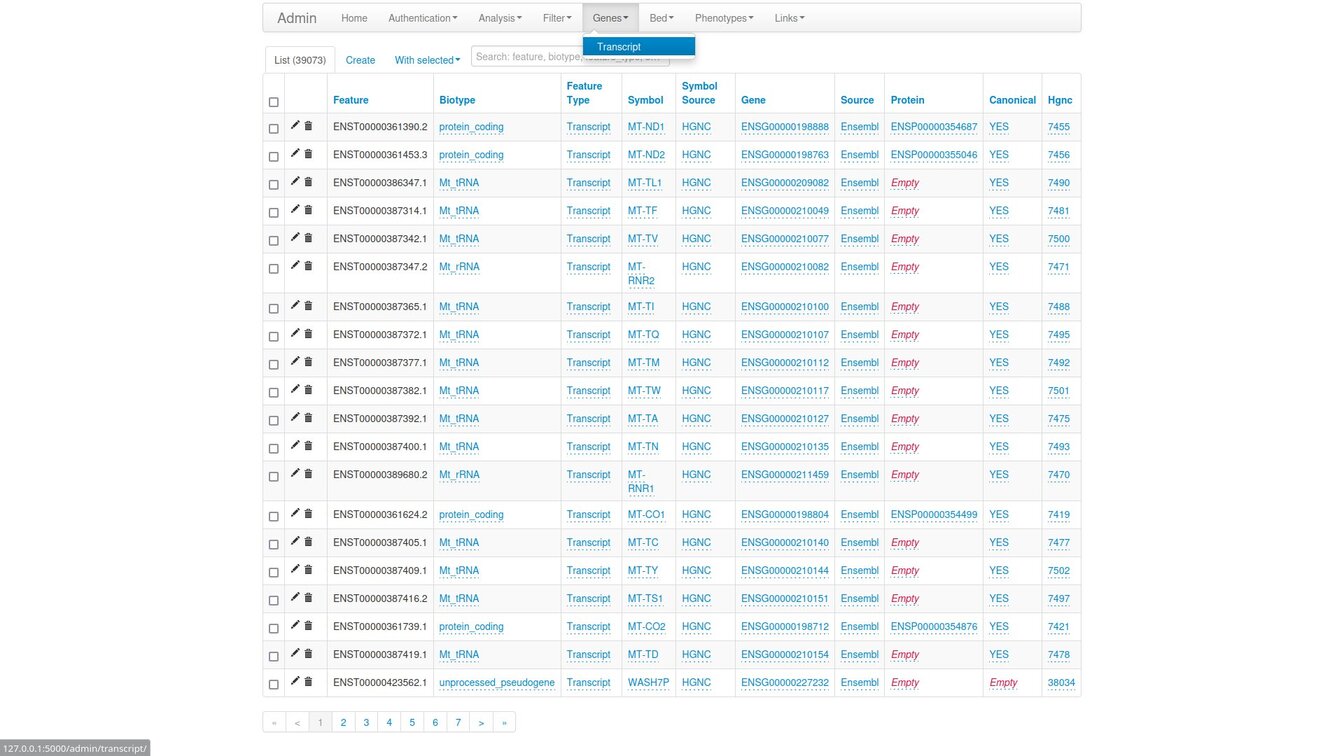 Admin Home Authentication Analysis Filter Genes Bed Phenotypes Links
Transcript
List (39073) Create With selected Search: feature, biotype,
Feature Biotype Feature Type Symbol Symbol Source Gene Source Protein Canonical Hgnc
ENST00000361390.2 protein_coding Transcript MT-ND1 HGNC ENSG00000198888 Ensembl ENSP00000354687 YES 7455
ENST00000361453.3 protein_coding Transcript MT-ND2 HGNC ENSG00000198763 Ensembl ENSP00000355046 YES 7456
ENST00000386347.1 Mt_tRNA Transcript MT-TL1 HGNC ENSG00000209082 Ensembl Empty YES 7490
ENST00000387314.1 Mt_tRNA Transcript MT-TF HGNC ENSG00000210049 Ensembl Empty YES 7481
ENST00000387342.1 Mt_tRNA Transcript MT-TV HGNC ENSG00000210077 Ensembl Empty YES 7500
ENST00000387347.2 Mt_rRNA Transcript MT-RNR2 HGNC ENSG00000210082 Ensembl Empty YES 7471
ENST00000387365.1 Mt_tRNA Transcript MT-TI HGNC ENSG00000210100 Ensembl Empty YES 7488
ENST00000387372.1 Mt_tRNA Transcript MT-TQ HGNC ENSG00000210107 Ensembl Empty YES 7495
ENST00000387377.1 Mt_tRNA Transcript MT-TM HGNC ENSG00000210112 Ensembl Empty YES 7492
ENST00000387382.1 Mt_tRNA Transcript MT-TW HGNC ENSG00000210117 Ensembl Empty YES 7501
ENST00000387392.1 Mt_tRNA Transcript MT-TA HGNC ENSG00000210127 Ensembl Empty YES 7475
ENST00000387400.1 Mt_tRNA Transcript MT-TN HGNC ENSG00000210135 Ensembl Empty YES 7493
ENST00000389680.2 Mt_rRNA Transcript MT-RNR1 HGNC ENSG00000211459 Ensembl Empty YES 7470
ENST00000361624.2 protein_coding Transcript MT-CO1 HGNC ENSG00000198804 Ensembl ENSP00000354499 YES 7419
ENST00000387405.1 Mt_tRNA Transcript MT-TC HGNC ENSG00000210140 Ensembl Empty YES 7477
ENST00000387409.1 Mt_tRNA Transcript MT-TY HGNC ENSG00000210144 Ensembl Empty YES 7502
ENST00000387416.2 Mt_tRNA Transcript MT-TS1 HGNC ENSG00000210151 Ensembl Empty YES 7497
ENST00000361739.1 protein_coding Transcript MT-CO2 HGNC ENSG00000198712 Ensembl ENSP00000354876 YES 7421
ENST00000387419.1 Mt_tRNA Transcript MT-TD HGNC ENSG00000210154 Ensembl Empty YES 7478
ENST00000423562.1 unprocessed_pseudogene Transcript WASH7P HGNC ENSG00000227232 Ensembl Empty Empty 38034
« < 1 2 3 4 5 6 7 > »
127.0.0.1:5000/admin/transcript/